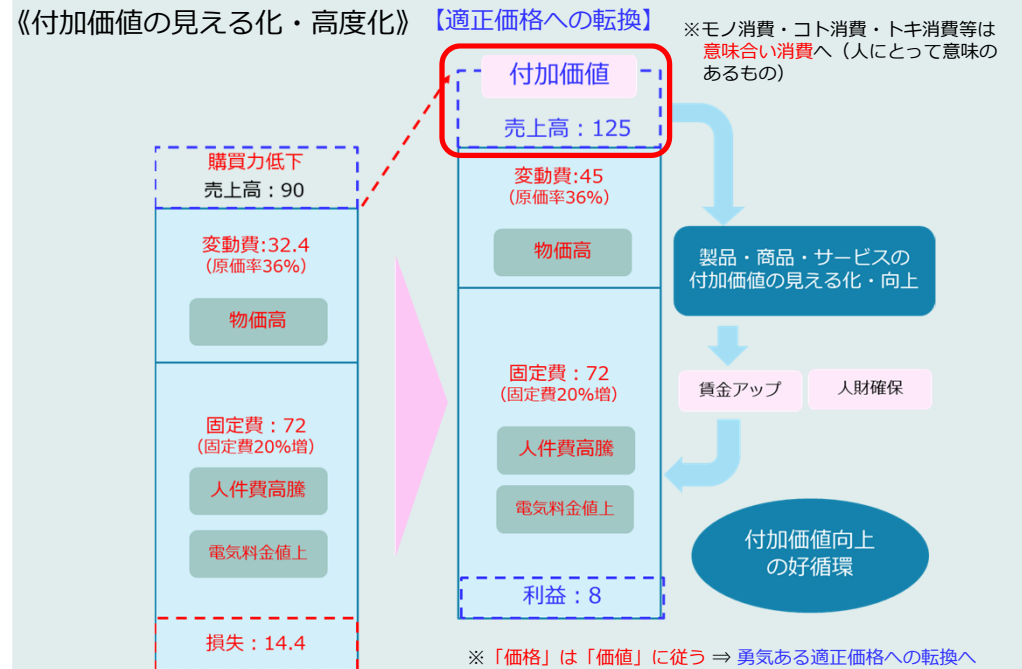 《付加価値の見える化・高度化》
【適正価格への転換】
※モノ消費・コト消費・トキ消費等は
意味合い消費へ（人にとって意味の
あるもの）
購買力低下
売上高：90
変動費:32.4
（原価率36%）
物価高
固定費：72
（固定費20%増）
人件費高騰
電気料金値上
損失：14.4
付加価値
売上高：125
変動費:45
（原価率36%）
物価高
固定費：72
（固定費20%増）
人件費高騰
電気料金値上
利益：8
製品・商品・サービスの
付加価値の見える化・向上
賃金アップ
人財確保
付加価値向上
の好循環
※「価格」は「価値」に従う ⇒ 勇気ある適正価格への転換へ